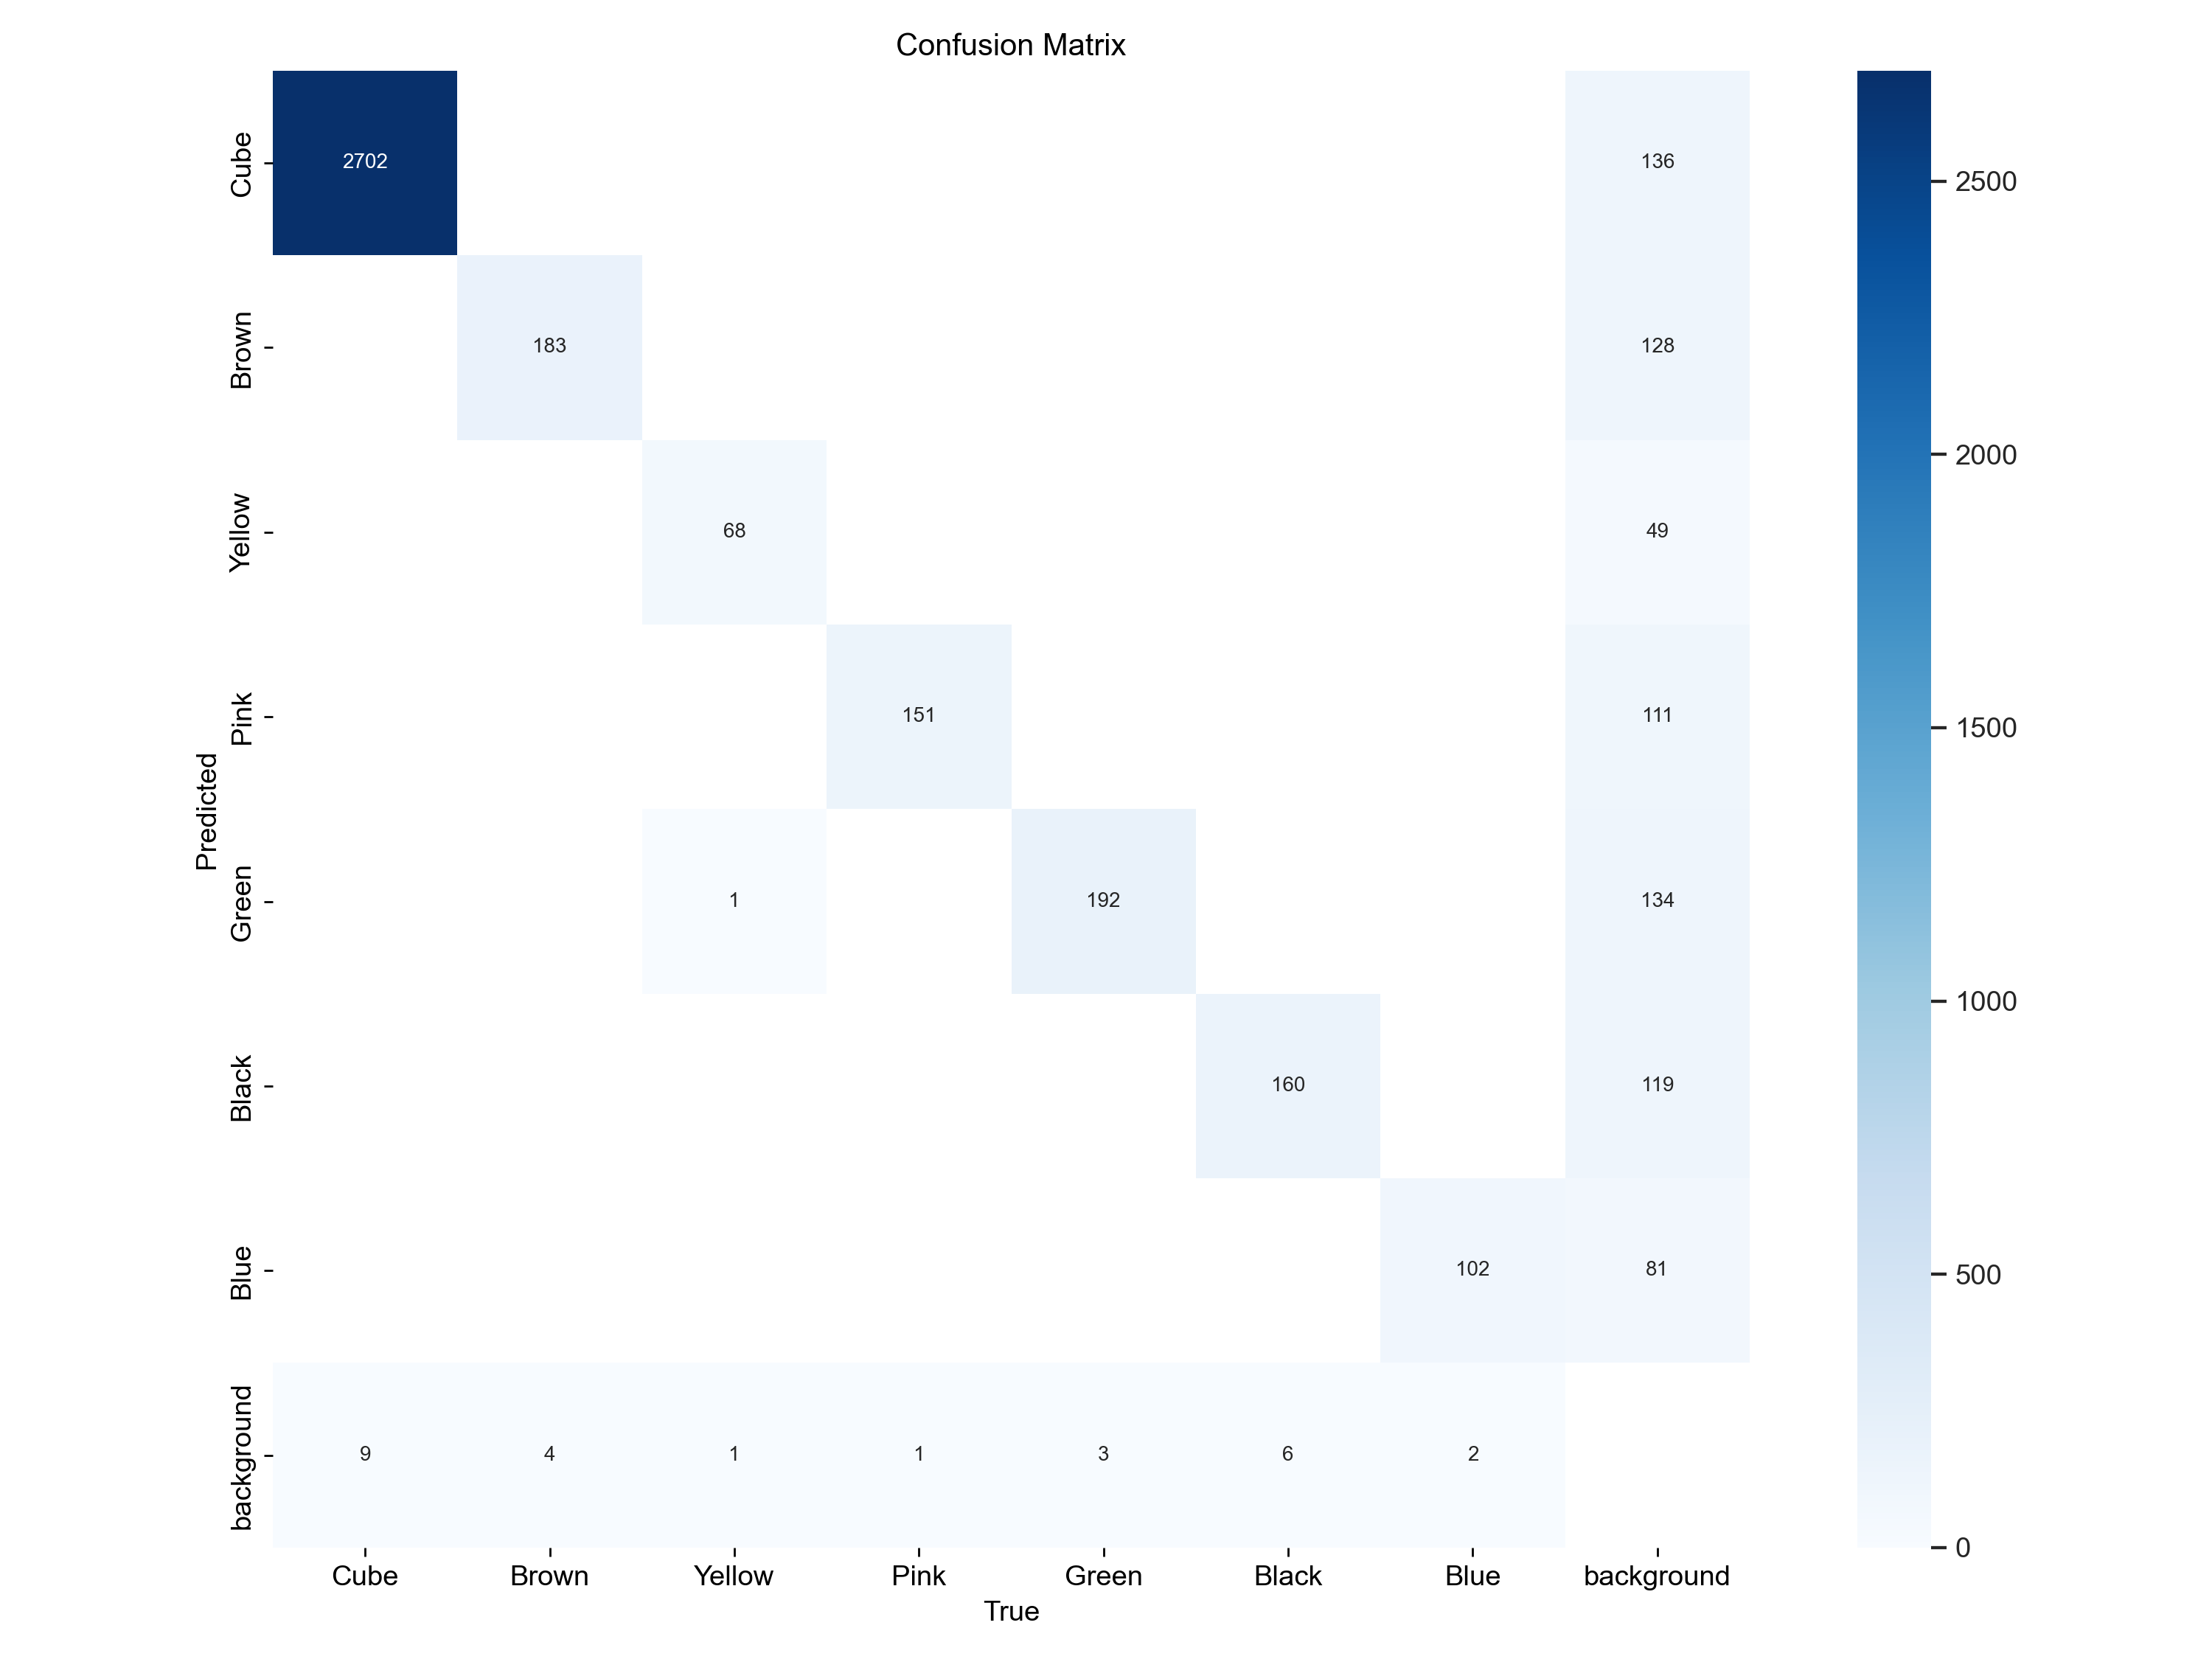 Confusion Matrix
Cube
2702
136
2500
Brown
183
128
2000
Yellow
68
49
Pink
151
111
1500
Predicted
Green
1
192
134
1000
Black
160
119
Blue
102
81
500
background
9
4
1
1
3
6
2
0
Cube
Brown
Yellow
Pink
Green
Black
Blue
background
True